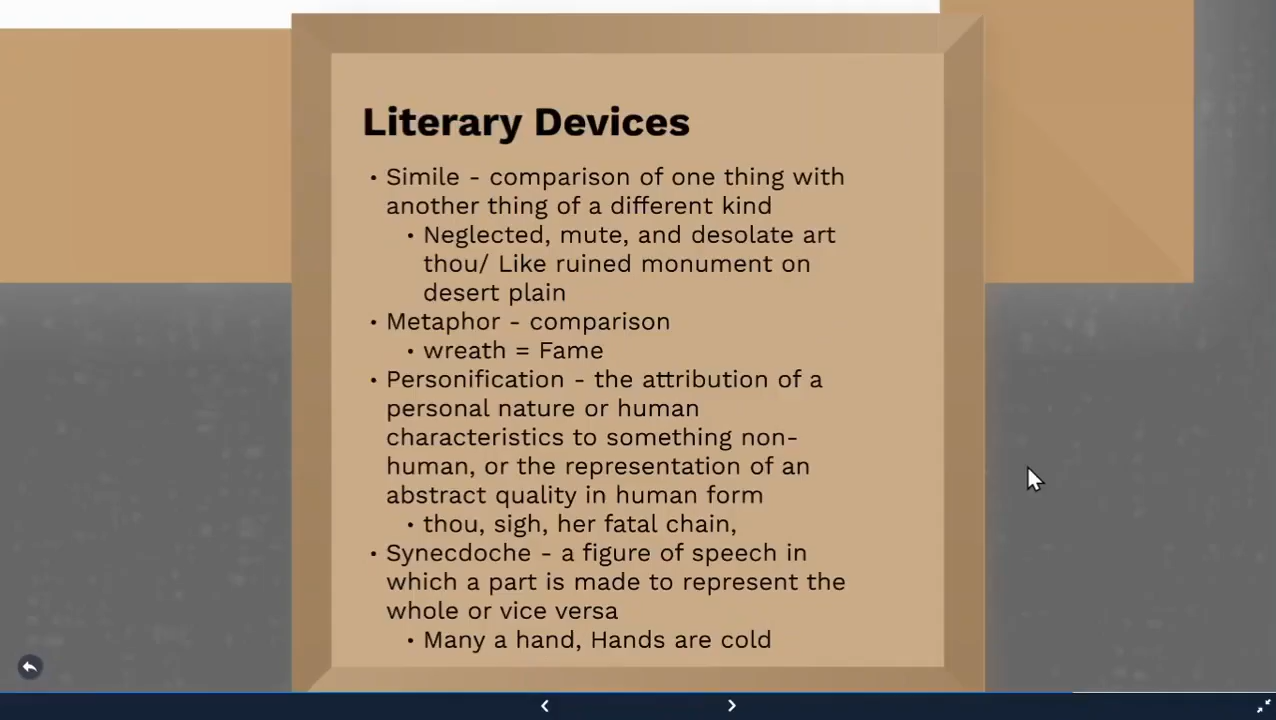 Literary Devices
• Simile - comparison of one thing with
another thing of a different kind
• Neglected, mute, and desolate art
thou/ Like ruined monument on
desert plain
• Metaphor - comparison
• wreath = Fame
• Personification - the attribution of a
personal nature or human
characteristics to something non-
human, or the representation of an
abstract quality in human form
• thou, sigh, her fatal chain,
• Synecdoche - a figure of speech in
which a part is made to represent the
whole or vice versa
• Many a hand, Hands are cold